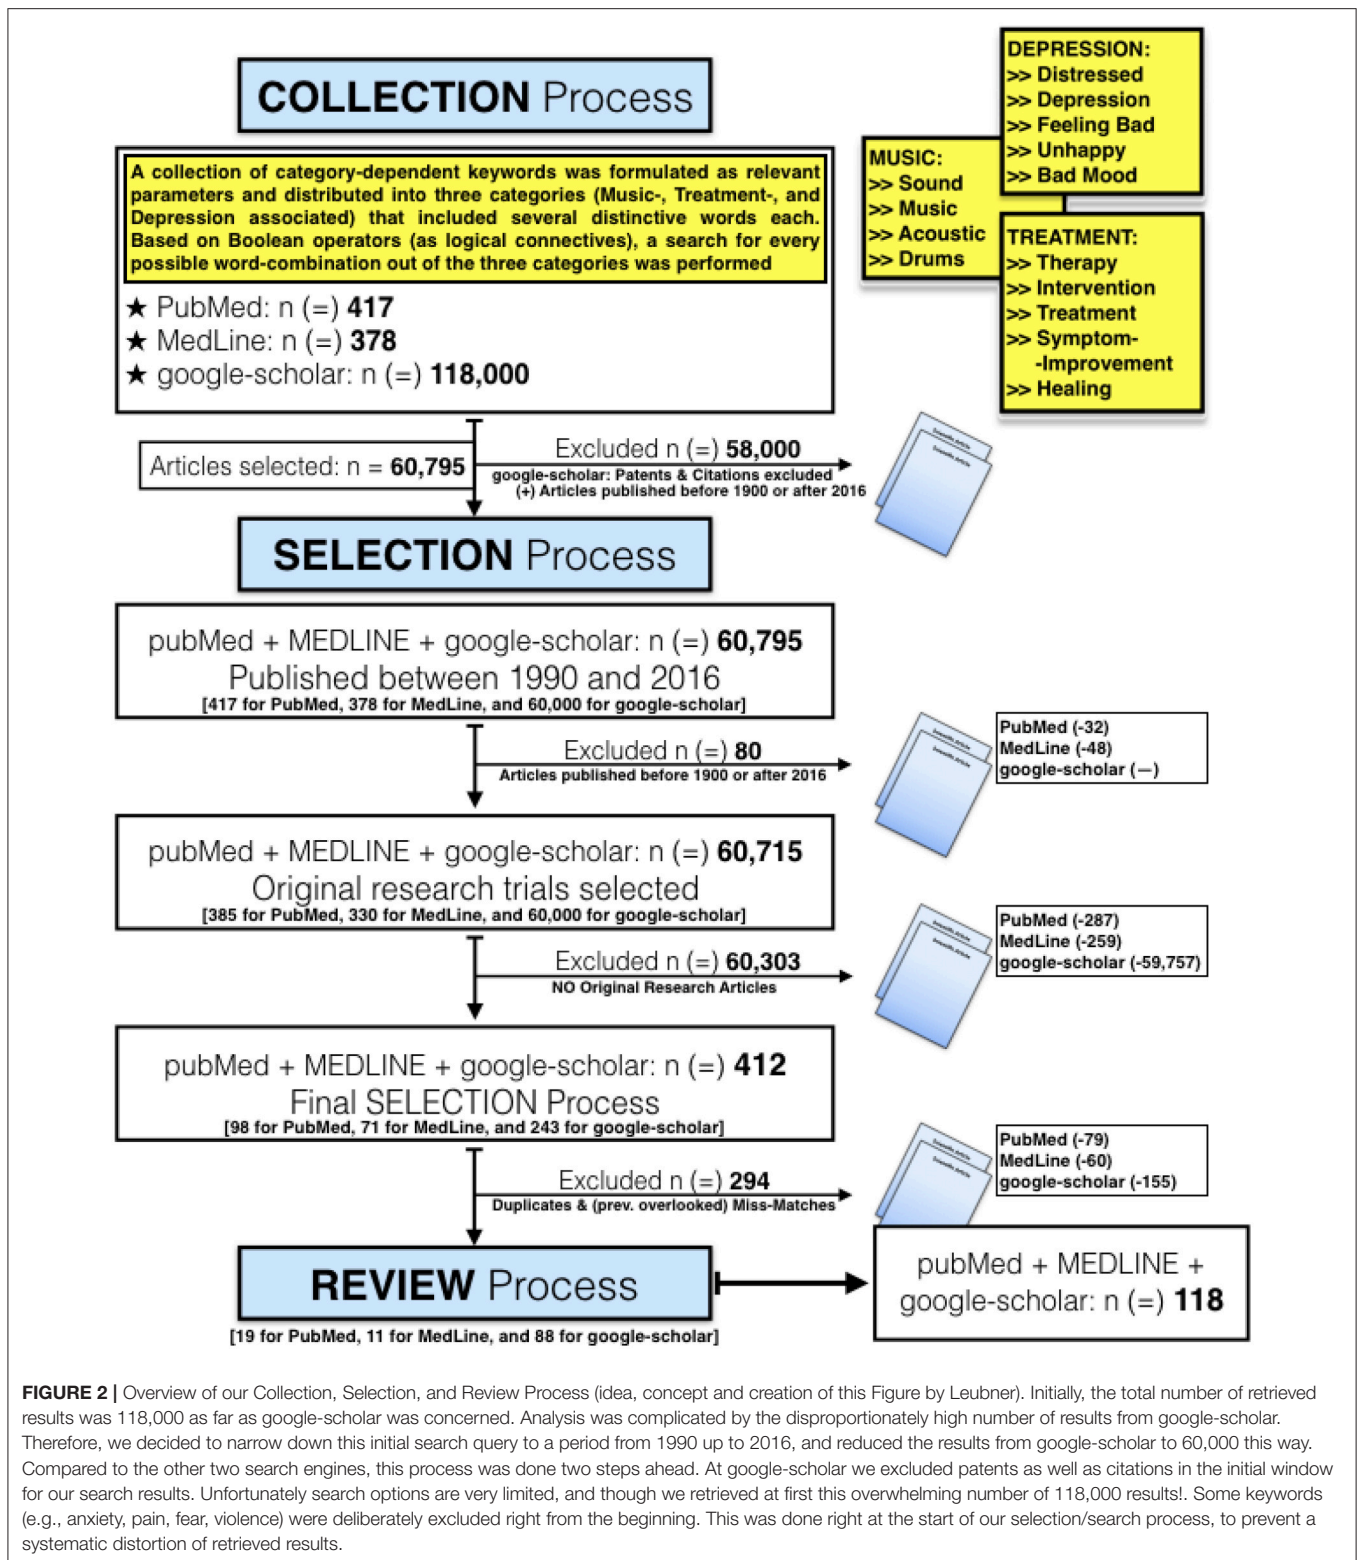 COLLECTION Process
A collection of category-dependent keywords was formulated as relevant
parameters and distributed into three categories (Music-, Treatment-, and
Depression associated) that included several distinctive words each.
Based on Boolean operators (as logical connectives), a search for every
possible word-combination out of the three categories was performed
★ PubMed: n (=) 417
★ MedLine: n (=) 378
★ google-scholar: n (=) 118,000
DEPRESSION:
>> Distressed
>> Depression
>> Feeling Bad
>> Unhappy
>> Bad Mood
MUSIC:
>> Sound
>> Music
>> Acoustic
>> Drums
TREATMENT:
>> Therapy
>> Intervention
>> Treatment
>> Symptom-
-Improvement
>> Healing
Articles selected: n = 60,795
Excluded n (=) 58,000
google-scholar: Patents & Citations excluded
(+) Articles published before 1900 or after 2016
Scientific Article
Scientific Article
SELECTION Process
pubMed + MEDLINE + google-scholar: n (=) 60,795
Published between 1990 and 2016
[417 for PubMed, 378 for MedLine, and 60,000 for google-scholar]
Excluded n (=) 80
Articles published before 1900 or after 2016
Scientific Article
Scientific Article
PubMed (-32)
MedLine (-48)
google-scholar (—)
pubMed + MEDLINE + google-scholar: n (=) 60,715
Original research trials selected
[385 for PubMed, 330 for MedLine, and 60,000 for google-scholar]
Excluded n (=) 60,303
NO Original Research Articles
Scientific Article
Scientific Article
PubMed (-287)
MedLine (-259)
google-scholar (-59,757)
pubMed + MEDLINE + google-scholar: n (=) 412
Final SELECTION Process
[98 for PubMed, 71 for MedLine, and 243 for google-scholar]
Excluded n (=) 294
Duplicates & (prev. overlooked) Miss-Matches
Scientific Article
Scientific Article
PubMed (-79)
MedLine (-60)
google-scholar (-155)
REVIEW Process
[19 for PubMed, 11 for MedLine, and 88 for google-scholar]
pubMed + MEDLINE +
google-scholar: n (=) 118
FIGURE 2 | Overview of our Collection, Selection, and Review Process (idea, concept and creation of this Figure by Leubner). Initially, the total number of retrieved
results was 118,000 as far as google-scholar was concerned. Analysis was complicated by the disproportionately high number of results from google-scholar.
Therefore, we decided to narrow down this initial search query to a period from 1990 up to 2016, and reduced the results from google-scholar to 60,000 this way.
Compared to the other two search engines, this process was done two steps ahead. At google-scholar we excluded patents as well as citations in the initial window
for our search results. Unfortunately search options are very limited, and though we retrieved at first this overwhelming number of 118,000 results!. Some keywords
(e.g., anxiety, pain, fear, violence) were deliberately excluded right from the beginning. This was done right at the start of our selection/search process, to prevent a
systematic distortion of retrieved results.